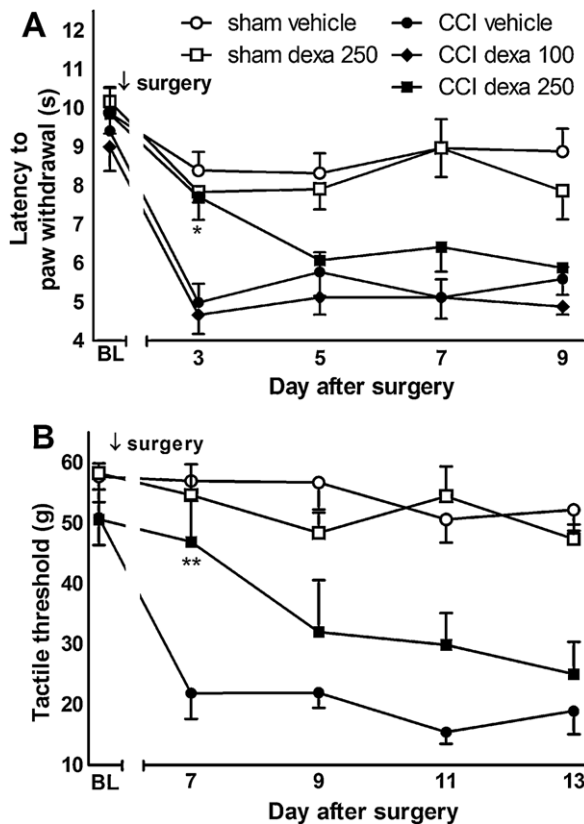 A
sham vehicle
CCI vehicle
sham dexa 250
CCI dexa 100
CCI dexa 250
↓ surgery
Latency to
paw withdrawal (s)
12
11
10
9
8
7
6
5
4
*
BL
3
5
7
9
Day after surgery
B
↓ surgery
Tactile threshold (g)
60
50
40
30
20
10
**
BL
7
9
11
13
Day after surgery